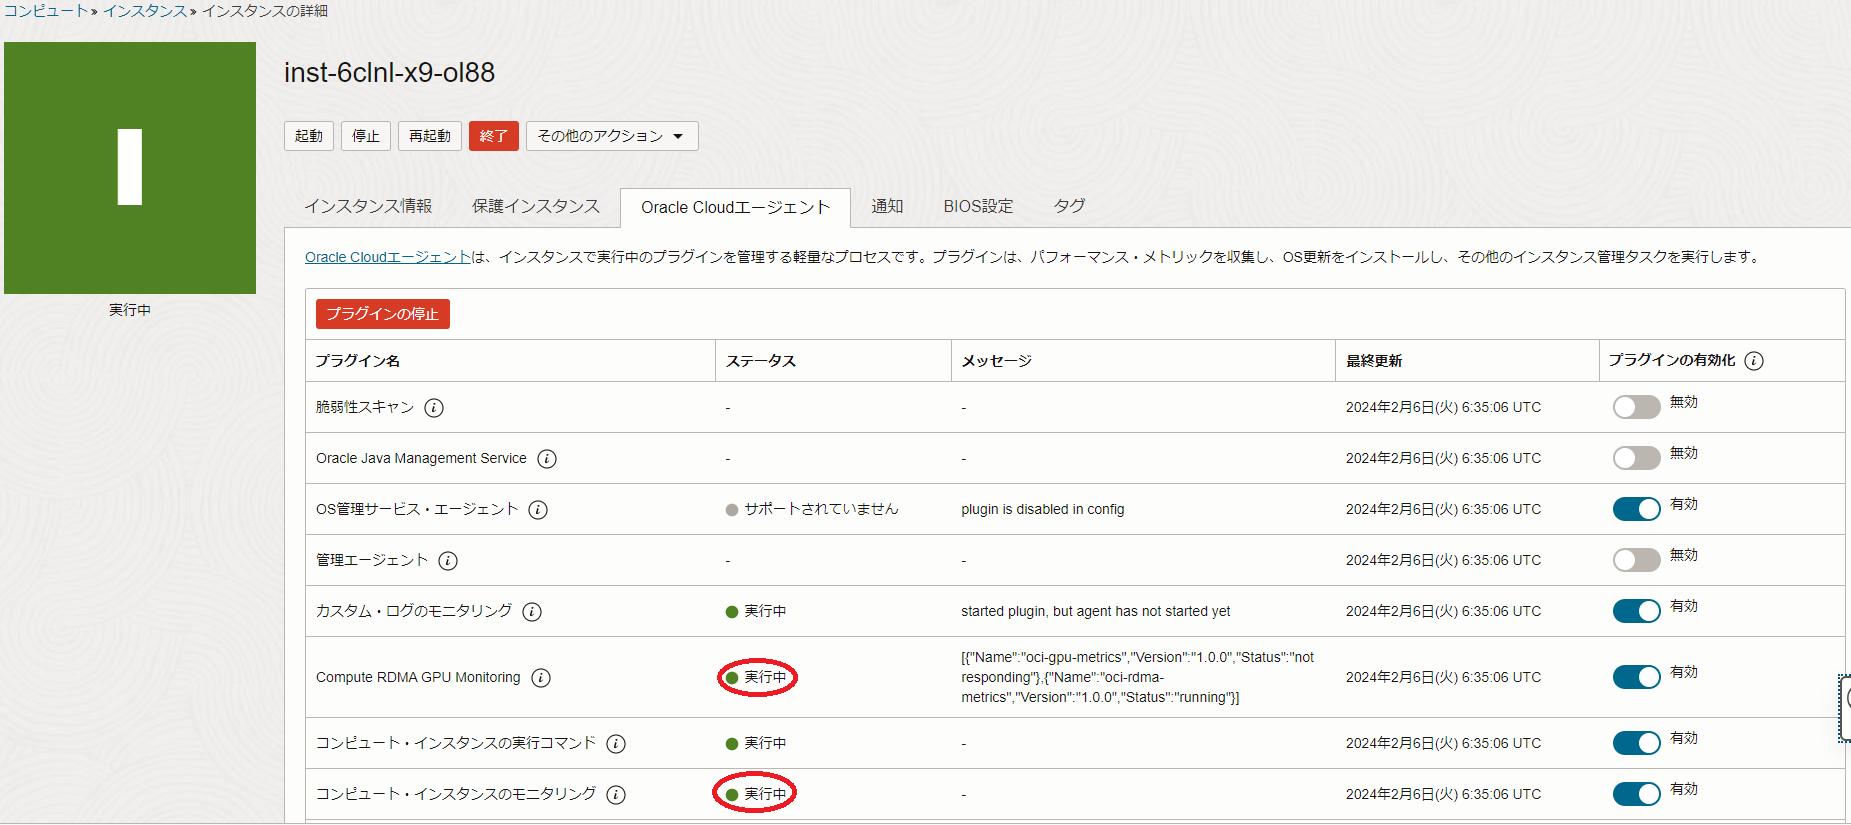 コンピュート » インスタンス » インスタンスの詳細
inst-6clnl-x9-ol88
起動 停止 再起動 終了 その他のアクション
実行中
インスタンス情報 保護インスタンス Oracle Cloudエージェント 通知 BIOS設定 タグ
Oracle Cloudエージェントは、インスタンスで実行中のプラグインを管理する軽量なプロセスです。プラグインは、パフォーマンス・メトリックを収集し、OS更新をインストールし、その他のインスタンス管理タスクを実行します。
プラグインの停止
プラグイン名 ステータス メッセージ 最終更新 プラグインの有効化
脆弱性スキャン - - 2024年2月6日(火) 6:35:06 UTC 無効
Oracle Java Management Service - - 2024年2月6日(火) 6:35:06 UTC 無効
OS管理サービス・エージェント サポートされていません plugin is disabled in config 2024年2月6日(火) 6:35:06 UTC 有効
管理エージェント - - 2024年2月6日(火) 6:35:06 UTC 無効
カスタム・ログのモニタリング 実行中 started plugin, but agent has not started yet 2024年2月6日(火) 6:35:06 UTC 有効
Compute RDMA GPU Monitoring 実行中 [{"Name":"oci-gpu-metrics","Version":"1.0.0","Status":"not
responding"},{"Name":"oci-rdma-
metrics","Version":"1.0.0","Status":"running"}] 2024年2月6日(火) 6:35:06 UTC 有効
コンピュート・インスタンスの実行コマンド 実行中 - 2024年2月6日(火) 6:35:06 UTC 有効
コンピュート・インスタンスのモニタリング 実行中 - 2024年2月6日(火) 6:35:06 UTC 有効